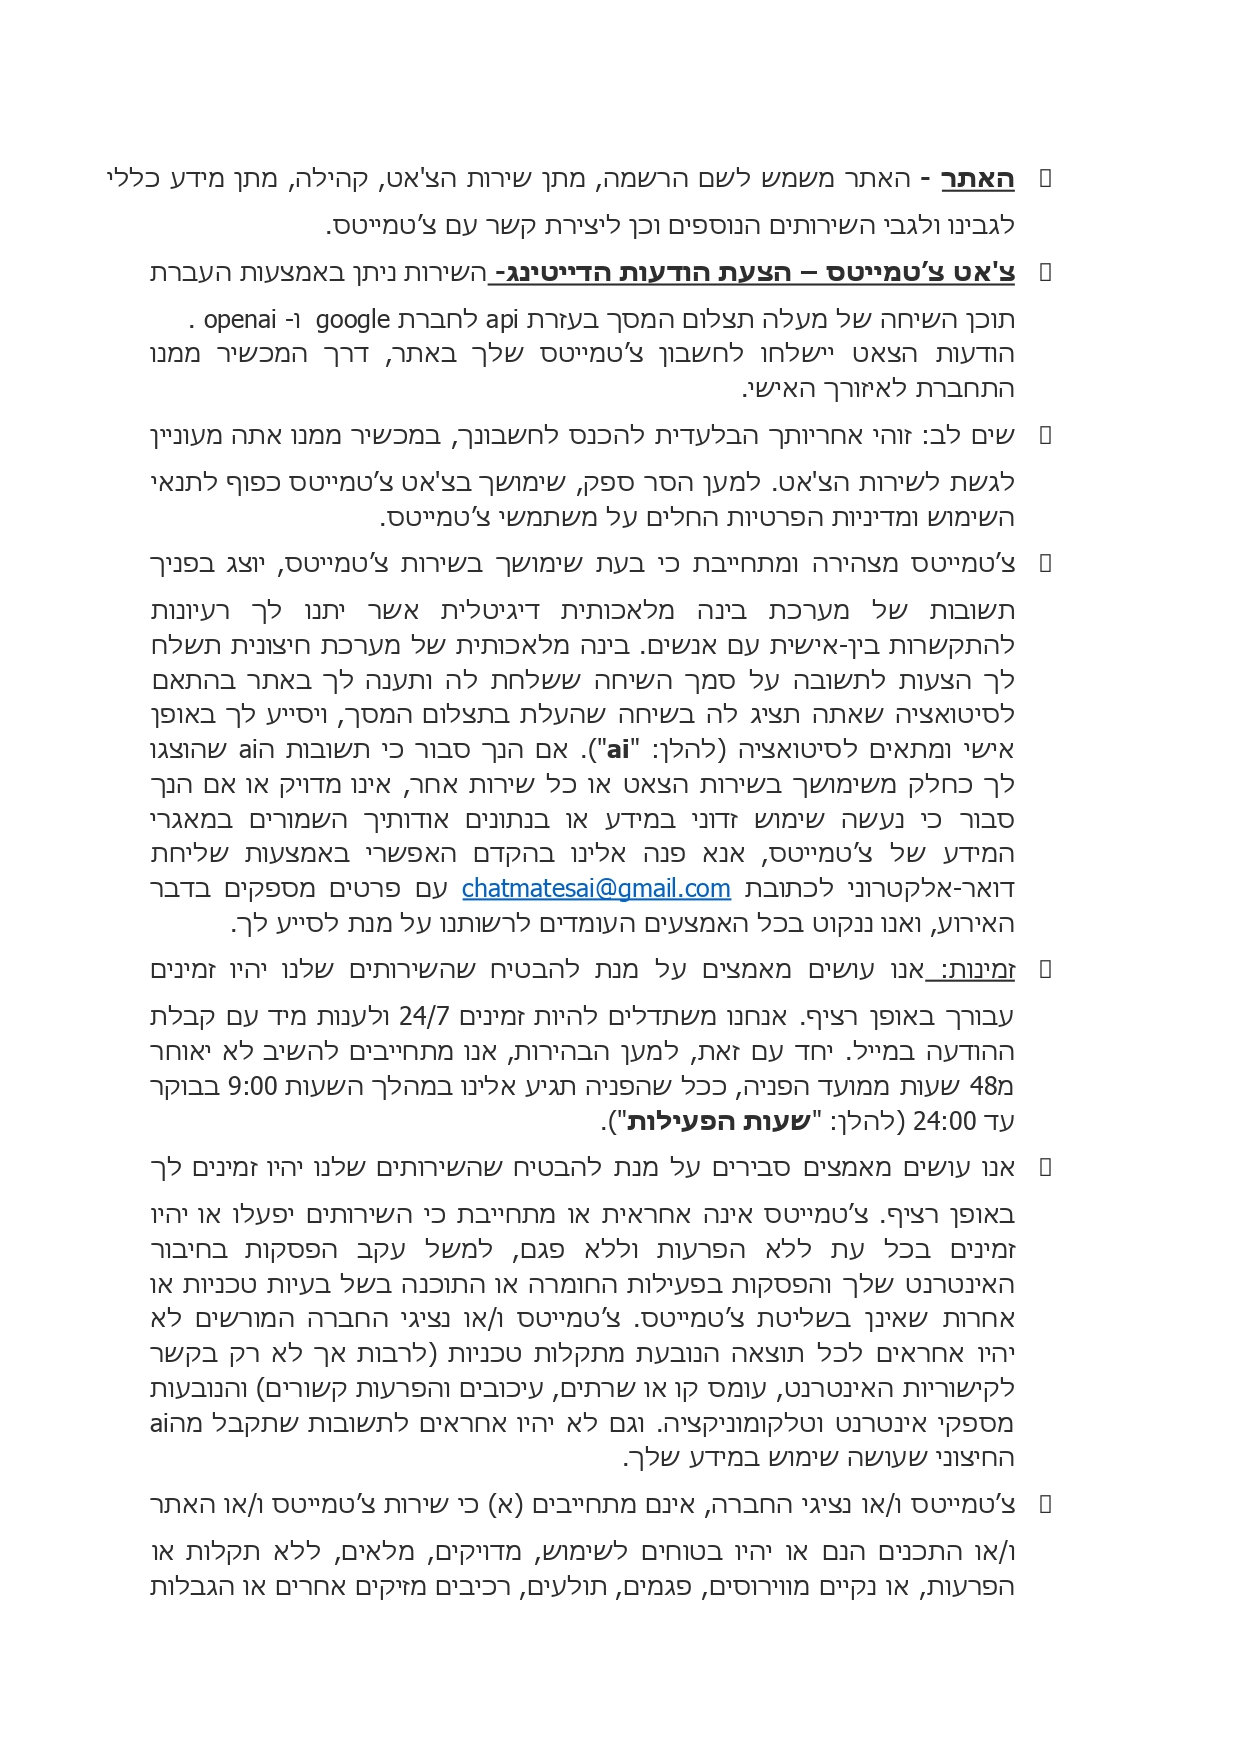 האתר - האתר משמש לשם הרשמה, מתן שירות הצ'אט, קהילה, מתן מידע כללי
לגבינו ולגבי השירותים הנוספים וכן ליצירת קשר עם צ’טמייטס.
צ'אט צ’טמייטס – הצעת הודעות הדייטינג- השירות ניתן באמצעות העברת
תוכן השיחה של מעלה תצלום המסך בעזרת api לחברת google ו- openai .
הודעות הצאט יישלחו לחשבון צ’טמייטס שלך באתר, דרך המכשיר ממנו
התחברת לאיזורך האישי.
שים לב: זוהי אחריותך הבלעדית להכנס לחשבונך, במכשיר ממנו אתה מעוניין
לגשת לשירות הצ'אט. למען הסר ספק, שימושך בצ'אט צ’טמייטס כפוף לתנאי
השימוש ומדיניות הפרטיות החלים על משתמשי צ’טמייטס.
צ’טמייטס מצהירה ומתחייבת כי בעת שימושך בשירות צ’טמייטס, יוצג בפניך
תשובות של מערכת בינה מלאכותית דיגיטלית אשר יתנו לך רעיונות
להתקשרות בין-אישית עם אנשים. בינה מלאכותית של מערכת חיצונית תשלח
לך הצעות לתשובה על סמך השיחה ששלחת לה ותענה לך באתר בהתאם
לסיטואציה שאתה תציג לה בשיחה שהעלת בתצלום המסך, ויסייע לך באופן
אישי ומתאים לסיטואציה (להלן: "ai"). אם הנך סבור כי תשובות הai שהוצגו
לך כחלק משימושך בשירות הצאט או כל שירות אחר, אינו מדויק או אם הנך
סבור כי נעשה שימוש זדוני במידע או בנתונים אודותיך השמורים במאגרי
המידע של צ’טמייטס, אנא פנה אלינו בהקדם האפשרי באמצעות שליחת
דואר-אלקטרוני לכתובת chatmatesai@gmail.com עם פרטים מספקים בדבר
האירוע, ואנו ננקוט בכל האמצעים העומדים לרשותנו על מנת לסייע לך.
זמינות: אנו עושים מאמצים על מנת להבטיח שהשירותים שלנו יהיו זמינים
עבורך באופן רציף. אנחנו משתדלים להיות זמינים 24/7 ולענות מיד עם קבלת
ההודעה במייל. יחד עם זאת, למען הבהירות, אנו מתחייבים להשיב לא יאוחר
מ48 שעות ממועד הפניה, ככל שהפניה תגיע אלינו במהלך השעות 9:00 בבוקר
עד 24:00 (להלן: "שעות הפעילות").
אנו עושים מאמצים סבירים על מנת להבטיח שהשירותים שלנו יהיו זמינים לך
באופן רציף. צ’טמייטס אינה אחראית או מתחייבת כי השירותים יפעלו או יהיו
זמינים בכל עת ללא הפרעות וללא פגם, למשל עקב הפסקות בחיבור
האינטרנט שלך והפסקות בפעילות החומרה או התוכנה בשל בעיות טכניות או
אחרות שאינן בשליטת צ’טמייטס. צ’טמייטס ו/או נציגי החברה המורשים לא
יהיו אחראים לכל תוצאה הנובעת מתקלות טכניות (לרבות אך לא רק בקשר
לקישוריות האינטרנט, עומס קו או שרתים, עיכובים והפרעות קשורים) והנובעות
מספקי אינטרנט וטלקומוניקציה. וגם לא יהיו אחראים לתשובות שתקבל מהai
החיצוני שעושה שימוש במידע שלך.
צ’טמייטס ו/או נציגי החברה, אינם מתחייבים (א) כי שירות צ’טמייטס ו/או האתר
ו/או התכנים הנם או יהיו בטוחים לשימוש, מדויקים, מלאים, ללא תקלות או
הפרעות, או נקיים מווירוסים, פגמים, תולעים, רכיבים מזיקים אחרים או הגבלות